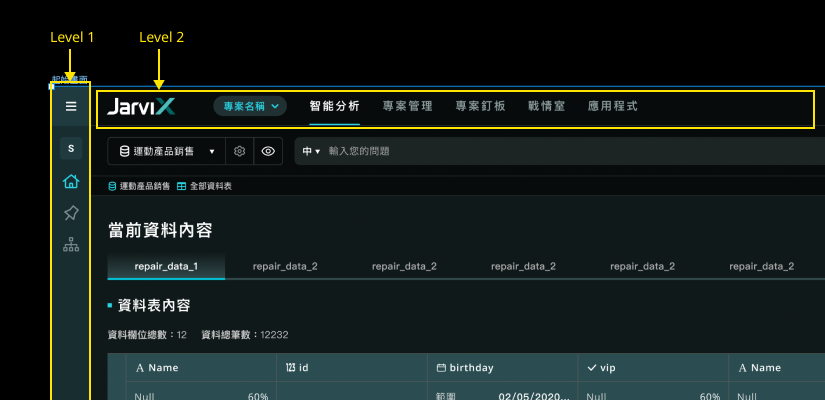 Level 1 Level 2
起始畫面
JarviX 專案名稱 智能分析 專案管理 專案釘板 戰情室 應用程式
S 運動產品銷售 中 輸入您的問題
運動產品銷售 全部資料表
當前資料內容
repair_data_1 repair_data_2 repair_data_2 repair_data_2 repair_data_2 repair_data_2
資料表內容
資料欄位總數：12 資料總筆數：12232
A Name 123 id birthday vip A Name
Null 60% 範圍 02/05/2020... Null 60% Null